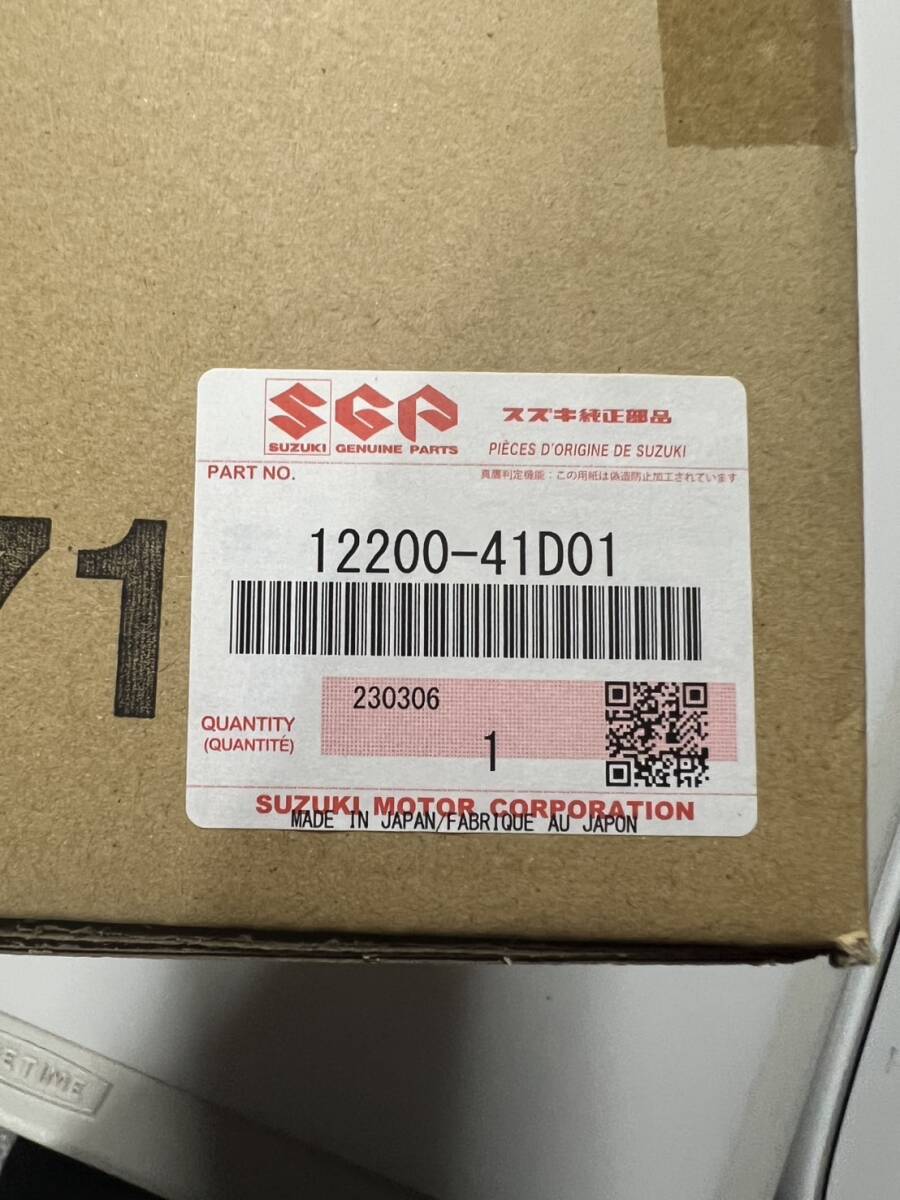 SGP
スズキ純正部品
SUZUKI GENUINE PARTS
PIÈCES D'ORIGINE DE SUZUKI
PART NO.
真贋判定機能：この用紙は偽造防止加工されています
12200-41D01
71
230306
QUANTITY
(QUANTITÉ)
1
SUZUKI MOTOR CORPORATION
MADE IN JAPAN/FABRIQUE AU JAPON
ETIME